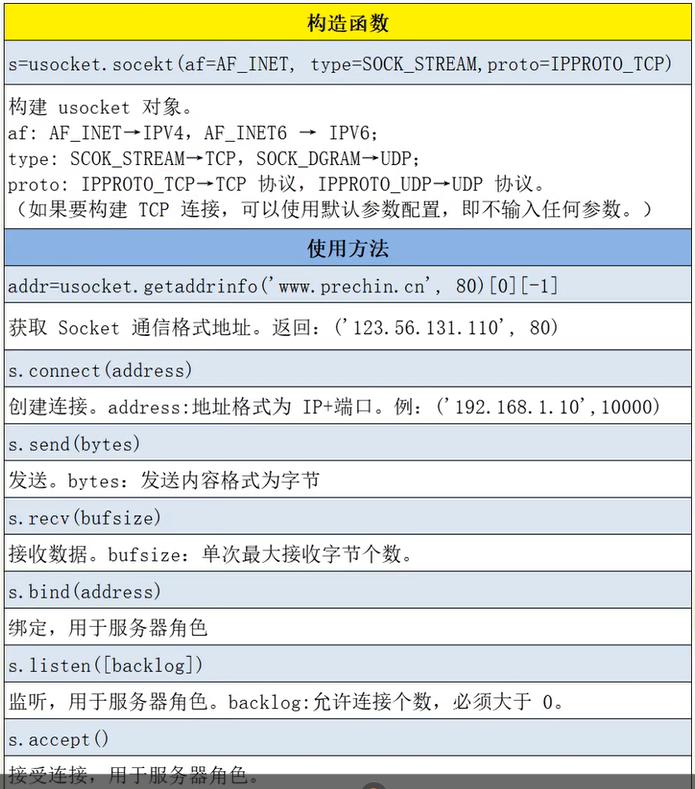 构造函数
s=usocket.socekt(af=AF_INET, type=SOCK_STREAM,proto=IPPROTO_TCP)
构建 usocket 对象。
af: AF_INET→IPV4，AF_INET6 → IPV6；
type: SCOK_STREAM→TCP，SOCK_DGRAM→UDP；
proto: IPPROTO_TCP→TCP 协议，IPPROTO_UDP→UDP 协议。
（如果要构建 TCP 连接，可以使用默认参数配置，即不输入任何参数。）
使用方法
addr=usocket.getaddrinfo('www.prechin.cn', 80)[0][-1]
获取 Socket 通信格式地址。返回：('123.56.131.110', 80)
s.connect(address)
创建连接。address:地址格式为 IP+端口。例：('192.168.1.10',10000)
s.send(bytes)
发送。bytes：发送内容格式为字节
s.recv(bufsize)
接收数据。bufsize：单次最大接收字节个数。
s.bind(address)
绑定，用于服务器角色
s.listen([backlog])
监听，用于服务器角色。backlog:允许连接个数，必须大于 0。
s.accept()
接受连接，用于服务器角色。